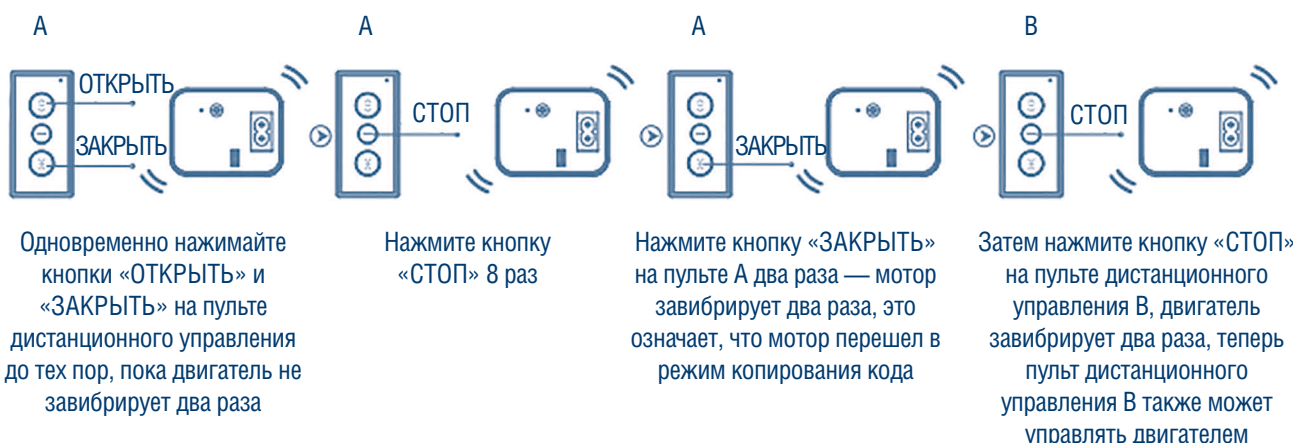 A
ОТКРЫТЬ
ЗАКРЫТЬ
Одновременно нажимайте
кнопки «ОТКРЫТЬ» и
«ЗАКРЫТЬ» на пульте
дистанционного управления
до тех пор, пока двигатель не
завибрирует два раза
A
СТОП
Нажмите кнопку
«СТОП» 8 раз
A
ЗАКРЫТЬ
Нажмите кнопку «ЗАКРЫТЬ»
на пульте А два раза — мотор
завибрирует два раза, это
означает, что мотор перешел в
режим копирования кода
B
СТОП
Затем нажмите кнопку «СТОП»
на пульте дистанционного
управления В, двигатель
завибрирует два раза, теперь
пульт дистанционного
управления В также может
управлять двигателем